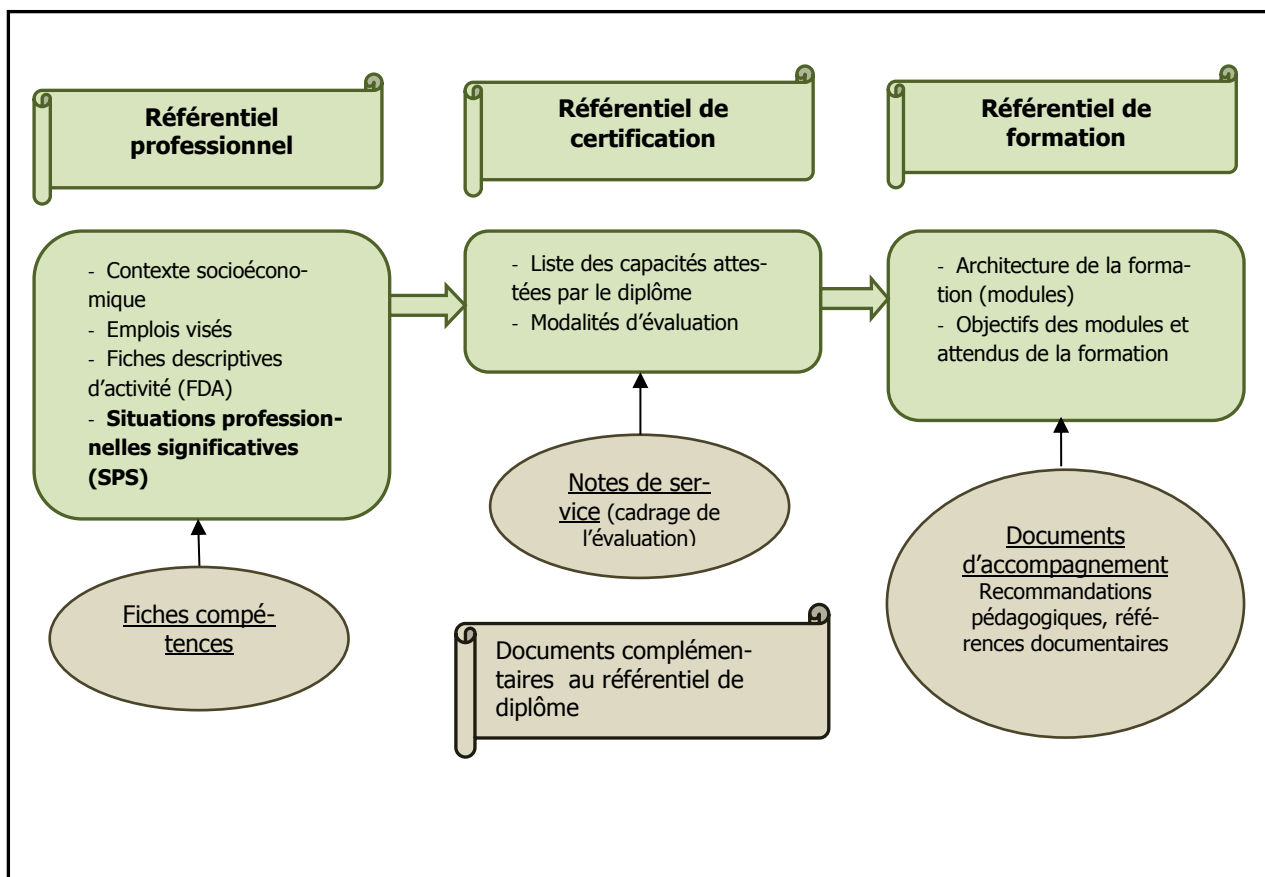 Référentiel
professionnel
Référentiel de
certification
Référentiel de
formation
- Contexte socioécono-
mique
- Emplois visés
- Fiches descriptives
d’activité (FDA)
- Situations profession-
nelles significatives
(SPS)
- Liste des capacités attes-
tées par le diplôme
- Modalités d’évaluation
- Architecture de la forma-
tion (modules)
- Objectifs des modules et
attendus de la formation
Fiches compé-
tences
Notes de ser-
vice (cadrage de
l’évaluation)
Documents
d’accompagnement
Recommandations
pédagogiques, réfé-
rences documentaires
Documents complémen-
taires au référentiel de
diplôme